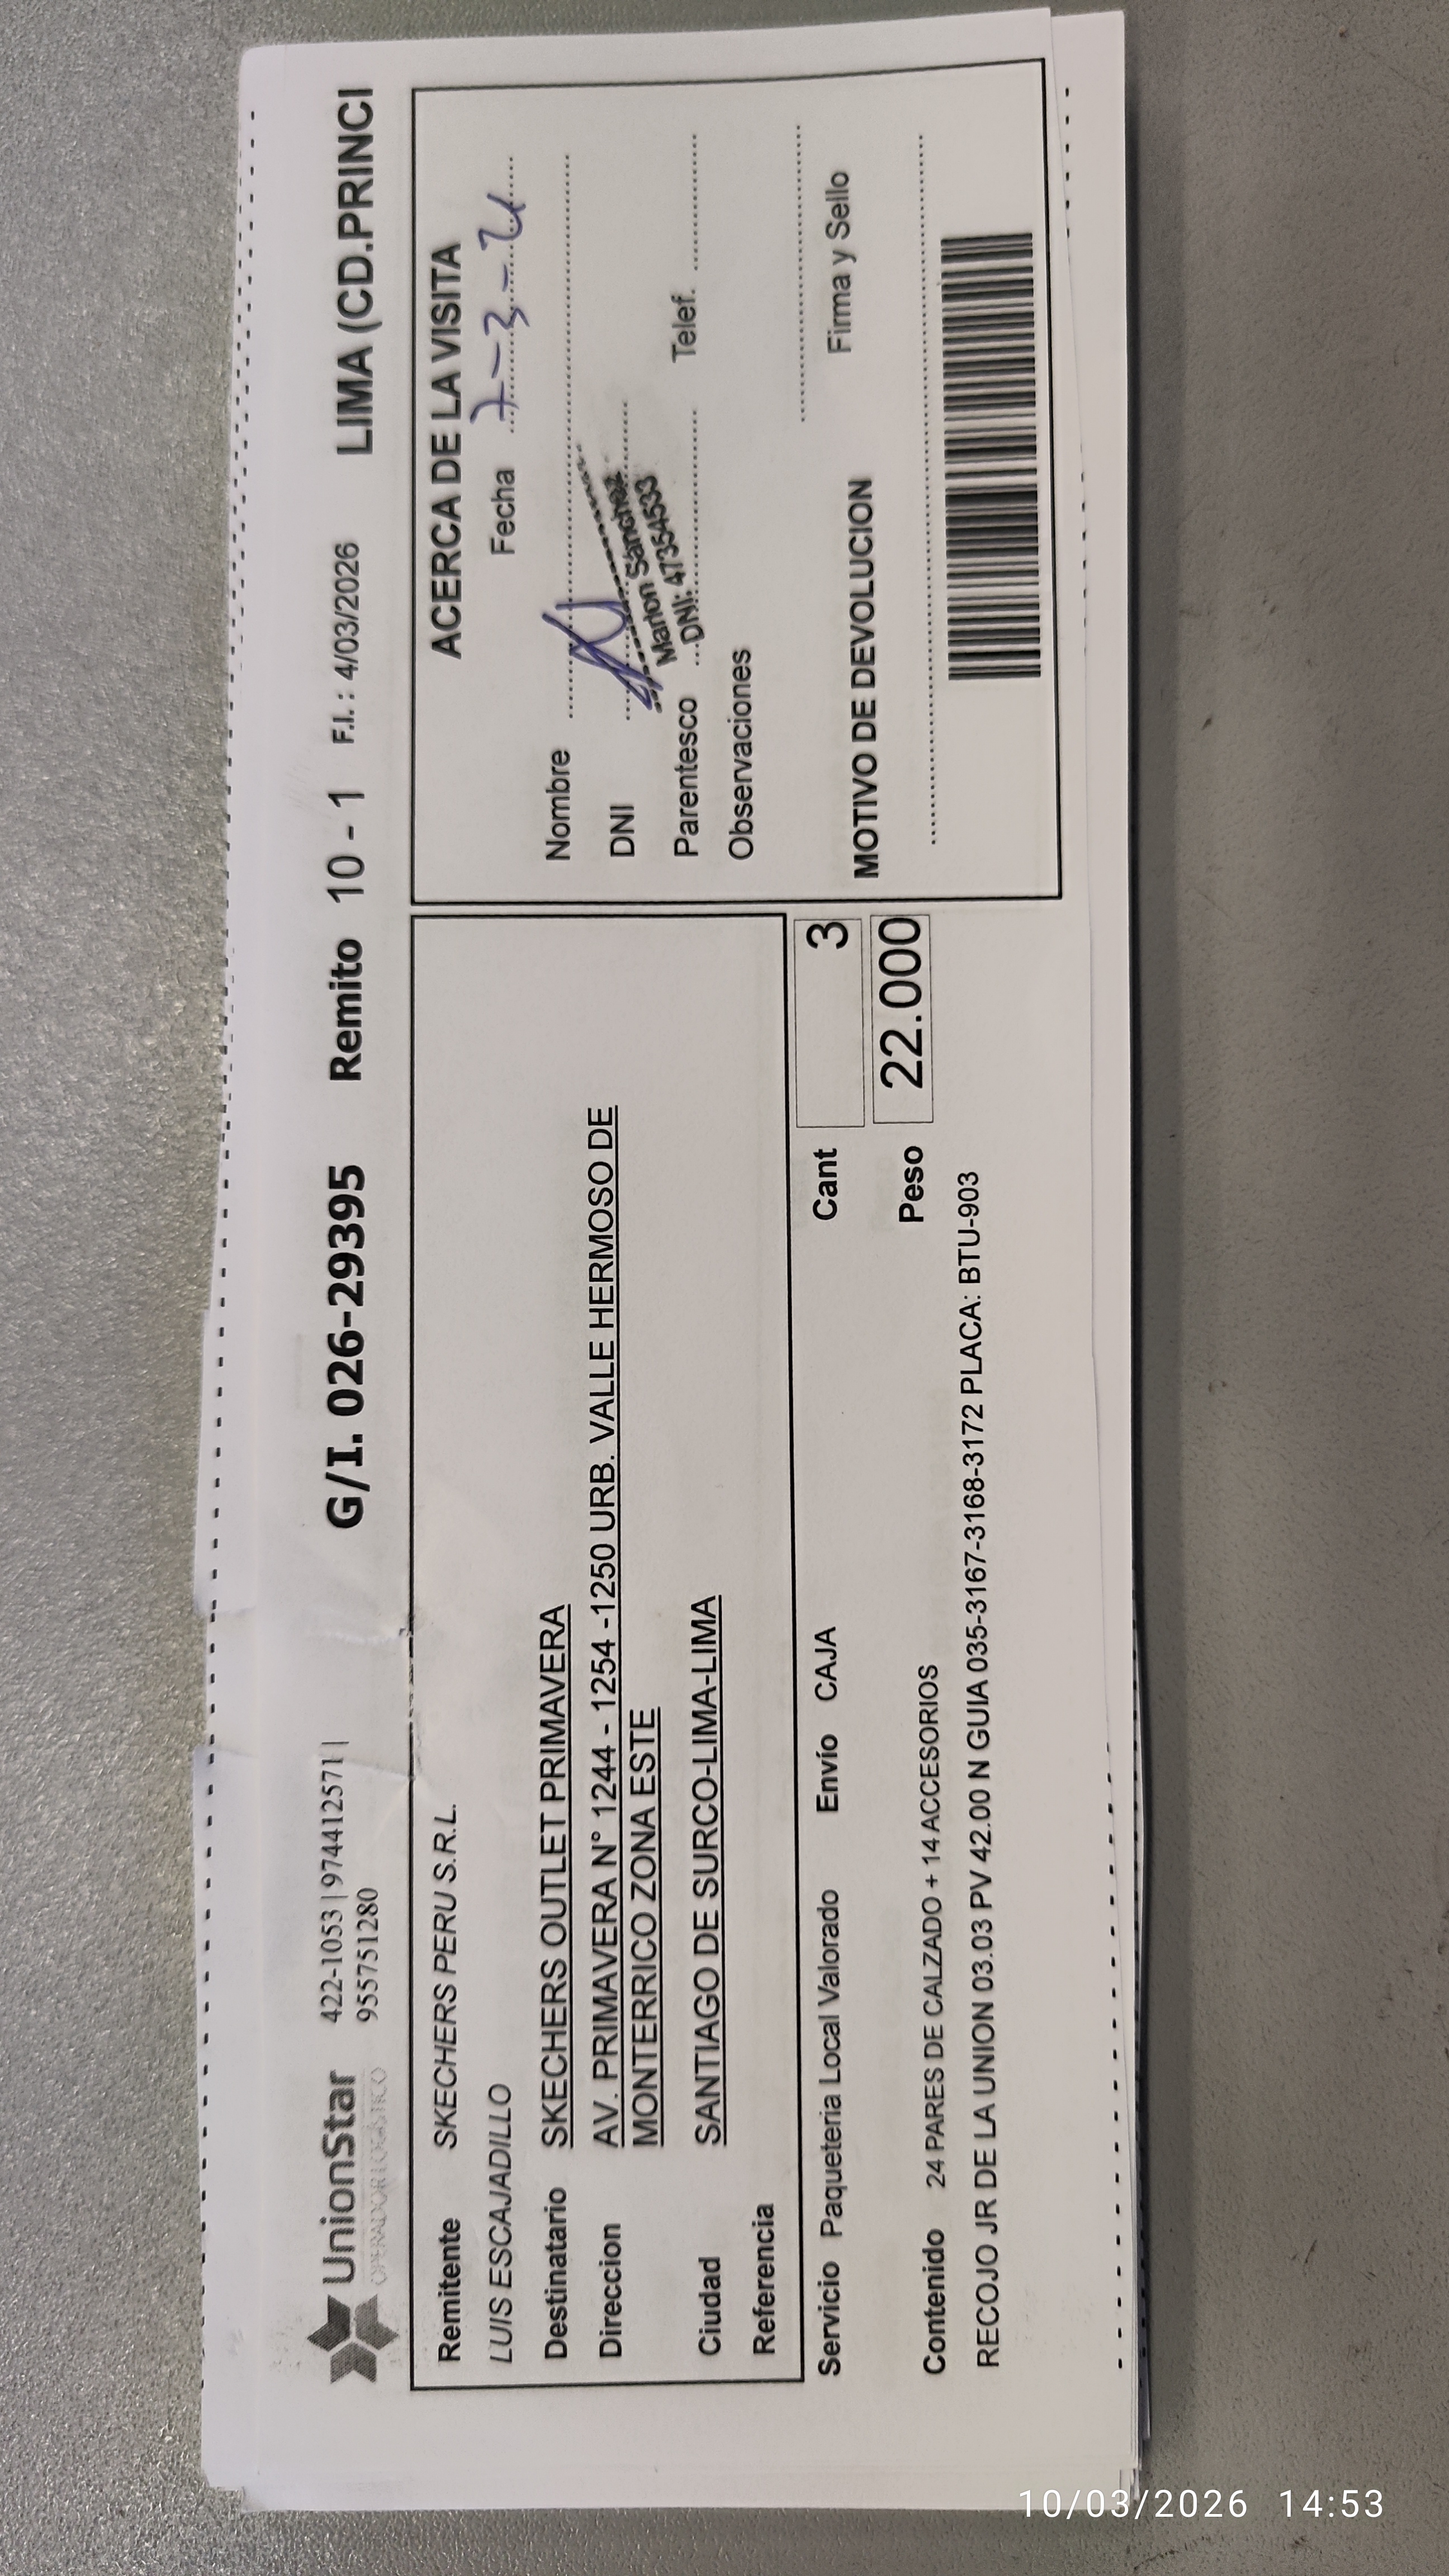 UnionStar
OPERADOR LOGÍSTICO
422-1053 | 974412571 |
955751280
G/I. 026-29395 Remito 10 - 1 F.I. : 4/03/2026 LIMA (CD.PRINCI
Remitente SKECHERS PERU S.R.L.
LUIS ESCAJADILLO
Destinatario SKECHERS OUTLET PRIMAVERA
Direccion AV. PRIMAVERA N° 1244 - 1254 -1250 URB. VALLE HERMOSO DE
MONTERRICO ZONA ESTE
Ciudad SANTIAGO DE SURCO-LIMA-LIMA
Referencia
Servicio Paqueteria Local Valorado Envío CAJA Cant 3
Peso 22.000
Contenido 24 PARES DE CALZADO + 14 ACCESORIOS
RECOJO JR DE LA UNION 03.03 PV 42.00 N GUIA 035-3167-3168-3172 PLACA: BTU-903
ACERCA DE LA VISITA
Fecha 7-3-
Nombre
DNI
Marlon Sánchez
DNI: 47354533
Parentesco Telef.
Observaciones
Firma y Sello
MOTIVO DE DEVOLUCION
10/03/2026 14:53